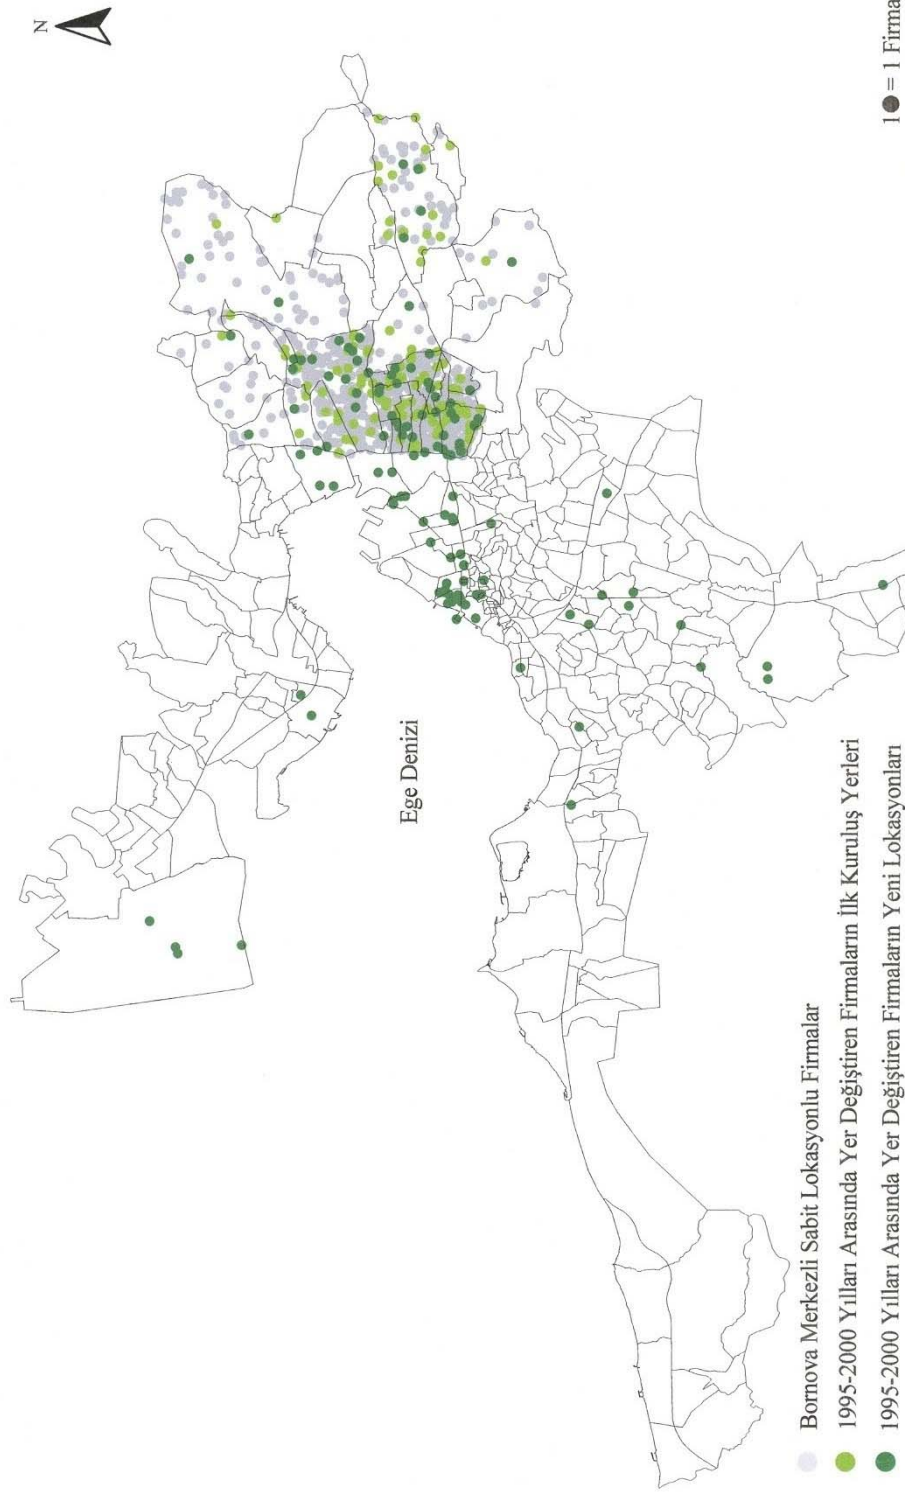 N
Ege Denizi
Bornova Merkezli Sabit Lokasyonlu Firmalar
1995-2000 Yılları Arasında Yer Değiştiren Firmaların İlk Kuruluş Yerleri
1995-2000 Yılları Arasında Yer Değiştiren Firmaların Yeni Lokasyonları
1 = 1 Firma